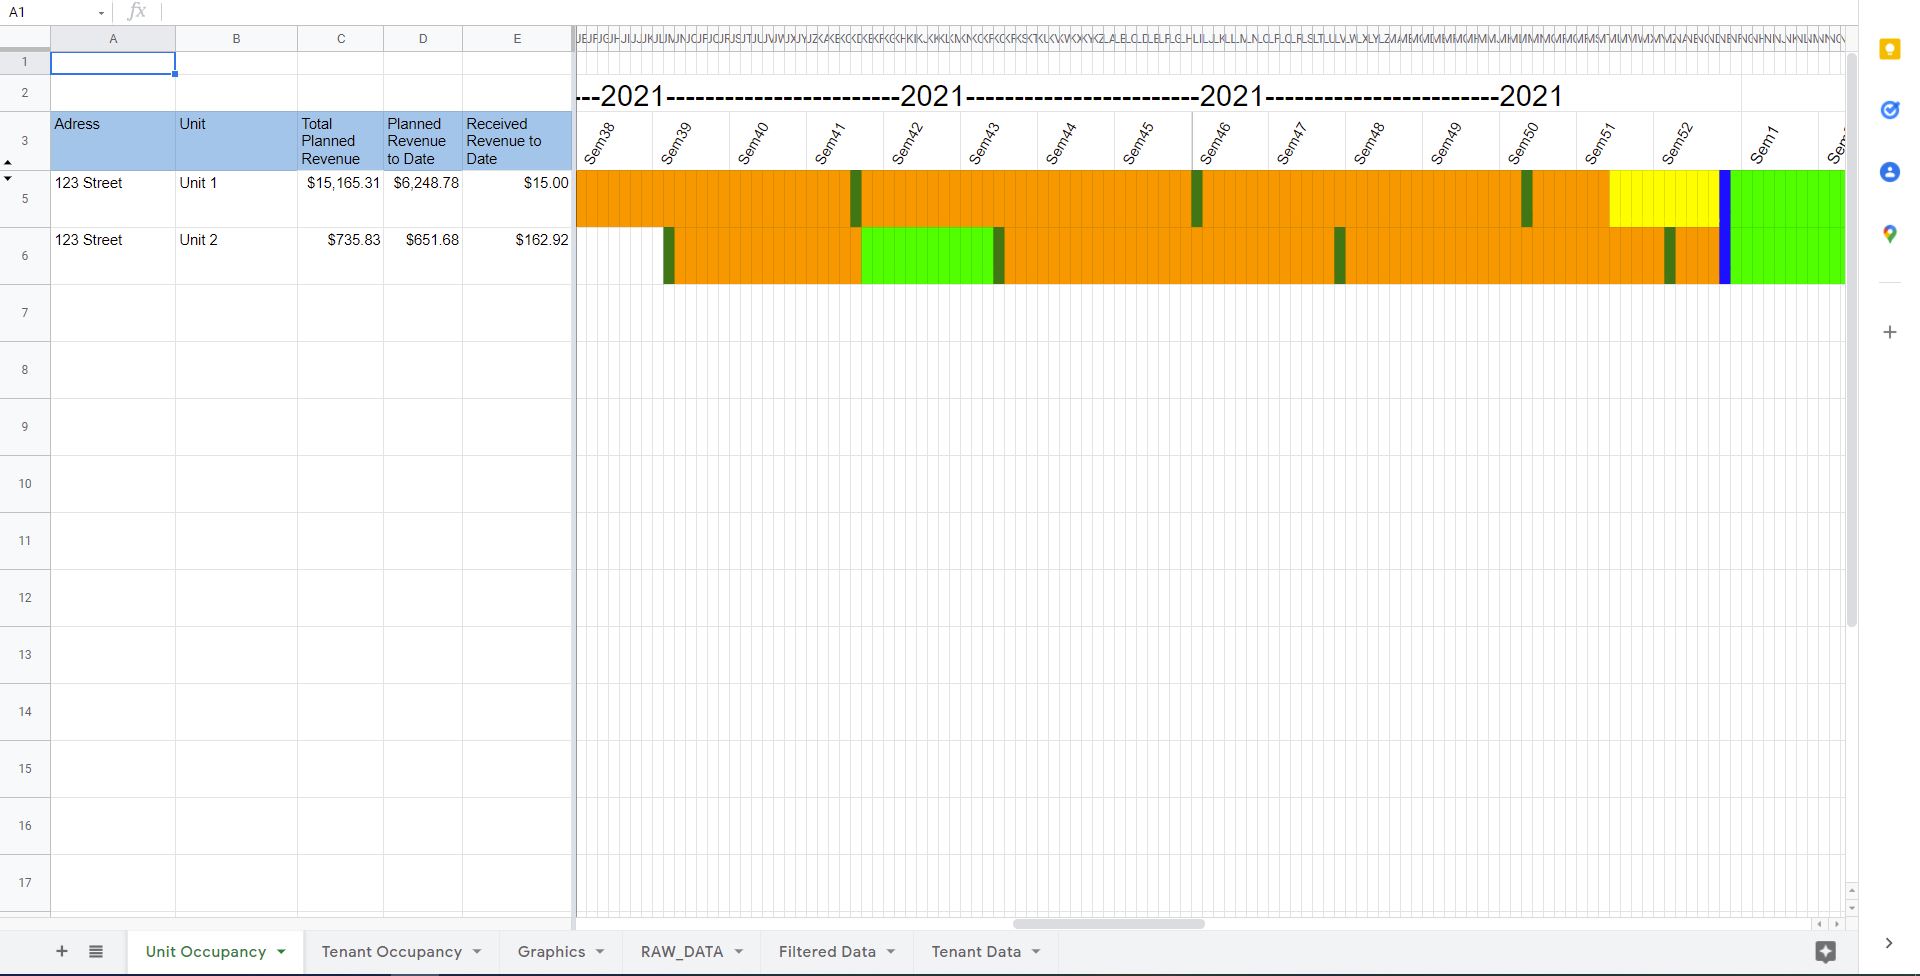 A1
fx
A B C D E
1
2
---2021------------------------2021------------------------2021------------------------2021
3
Adress Unit Total Planned Revenue Planned Revenue to Date Received Revenue to Date
Sem38 Sem39 Sem40 Sem41 Sem42 Sem43 Sem44 Sem45 Sem46 Sem47 Sem48 Sem49 Sem50 Sem51 Sem52 Sem1
5 123 Street Unit 1 $15,165.31 $6,248.78 $15.00
6 123 Street Unit 2 $735.83 $651.68 $162.92
7
8
9
10
11
12
13
14
15
16
17
Unit Occupancy Tenant Occupancy Graphics RAW_DATA Filtered Data Tenant Data